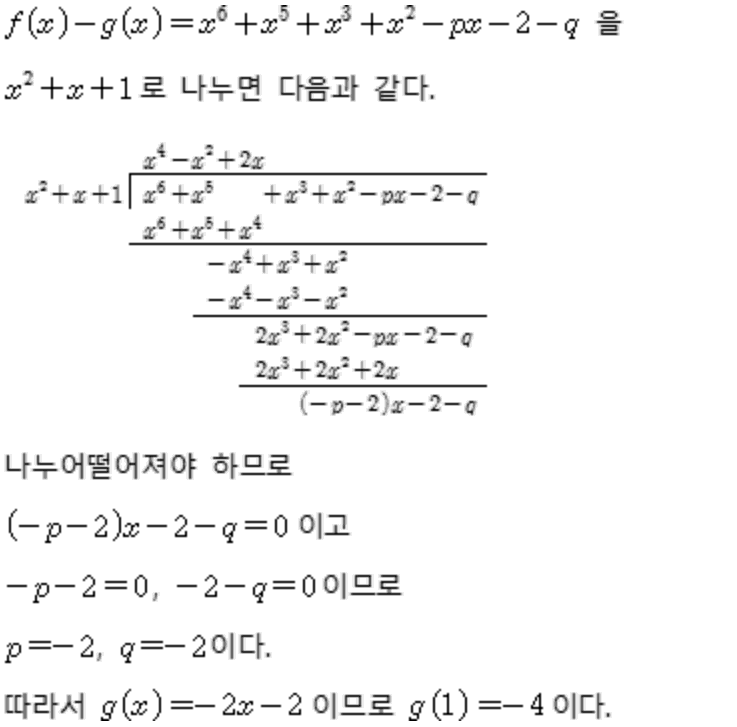 f(x)-g(x)=x⁶+x⁵+x³+x²-px-2-q 을
x²+x+1로 나누면 다음과 같다.
x⁴-x²+2x
x²+x+1 x⁶+x⁵ +x³+x²-px-2-q
x⁶+x⁵+x⁴
-x⁴+x³+x²
-x⁴-x³-x²
2x³+2x²-px-2-q
2x³+2x²+2x
(-p-2)x-2-q
나누어떨어져야 하므로
(-p-2)x-2-q=0 이고
-p-2=0, -2-q=0이므로
p=-2, q=-2이다.
따라서 g(x)=-2x-2 이므로 g(1)=-4이다.